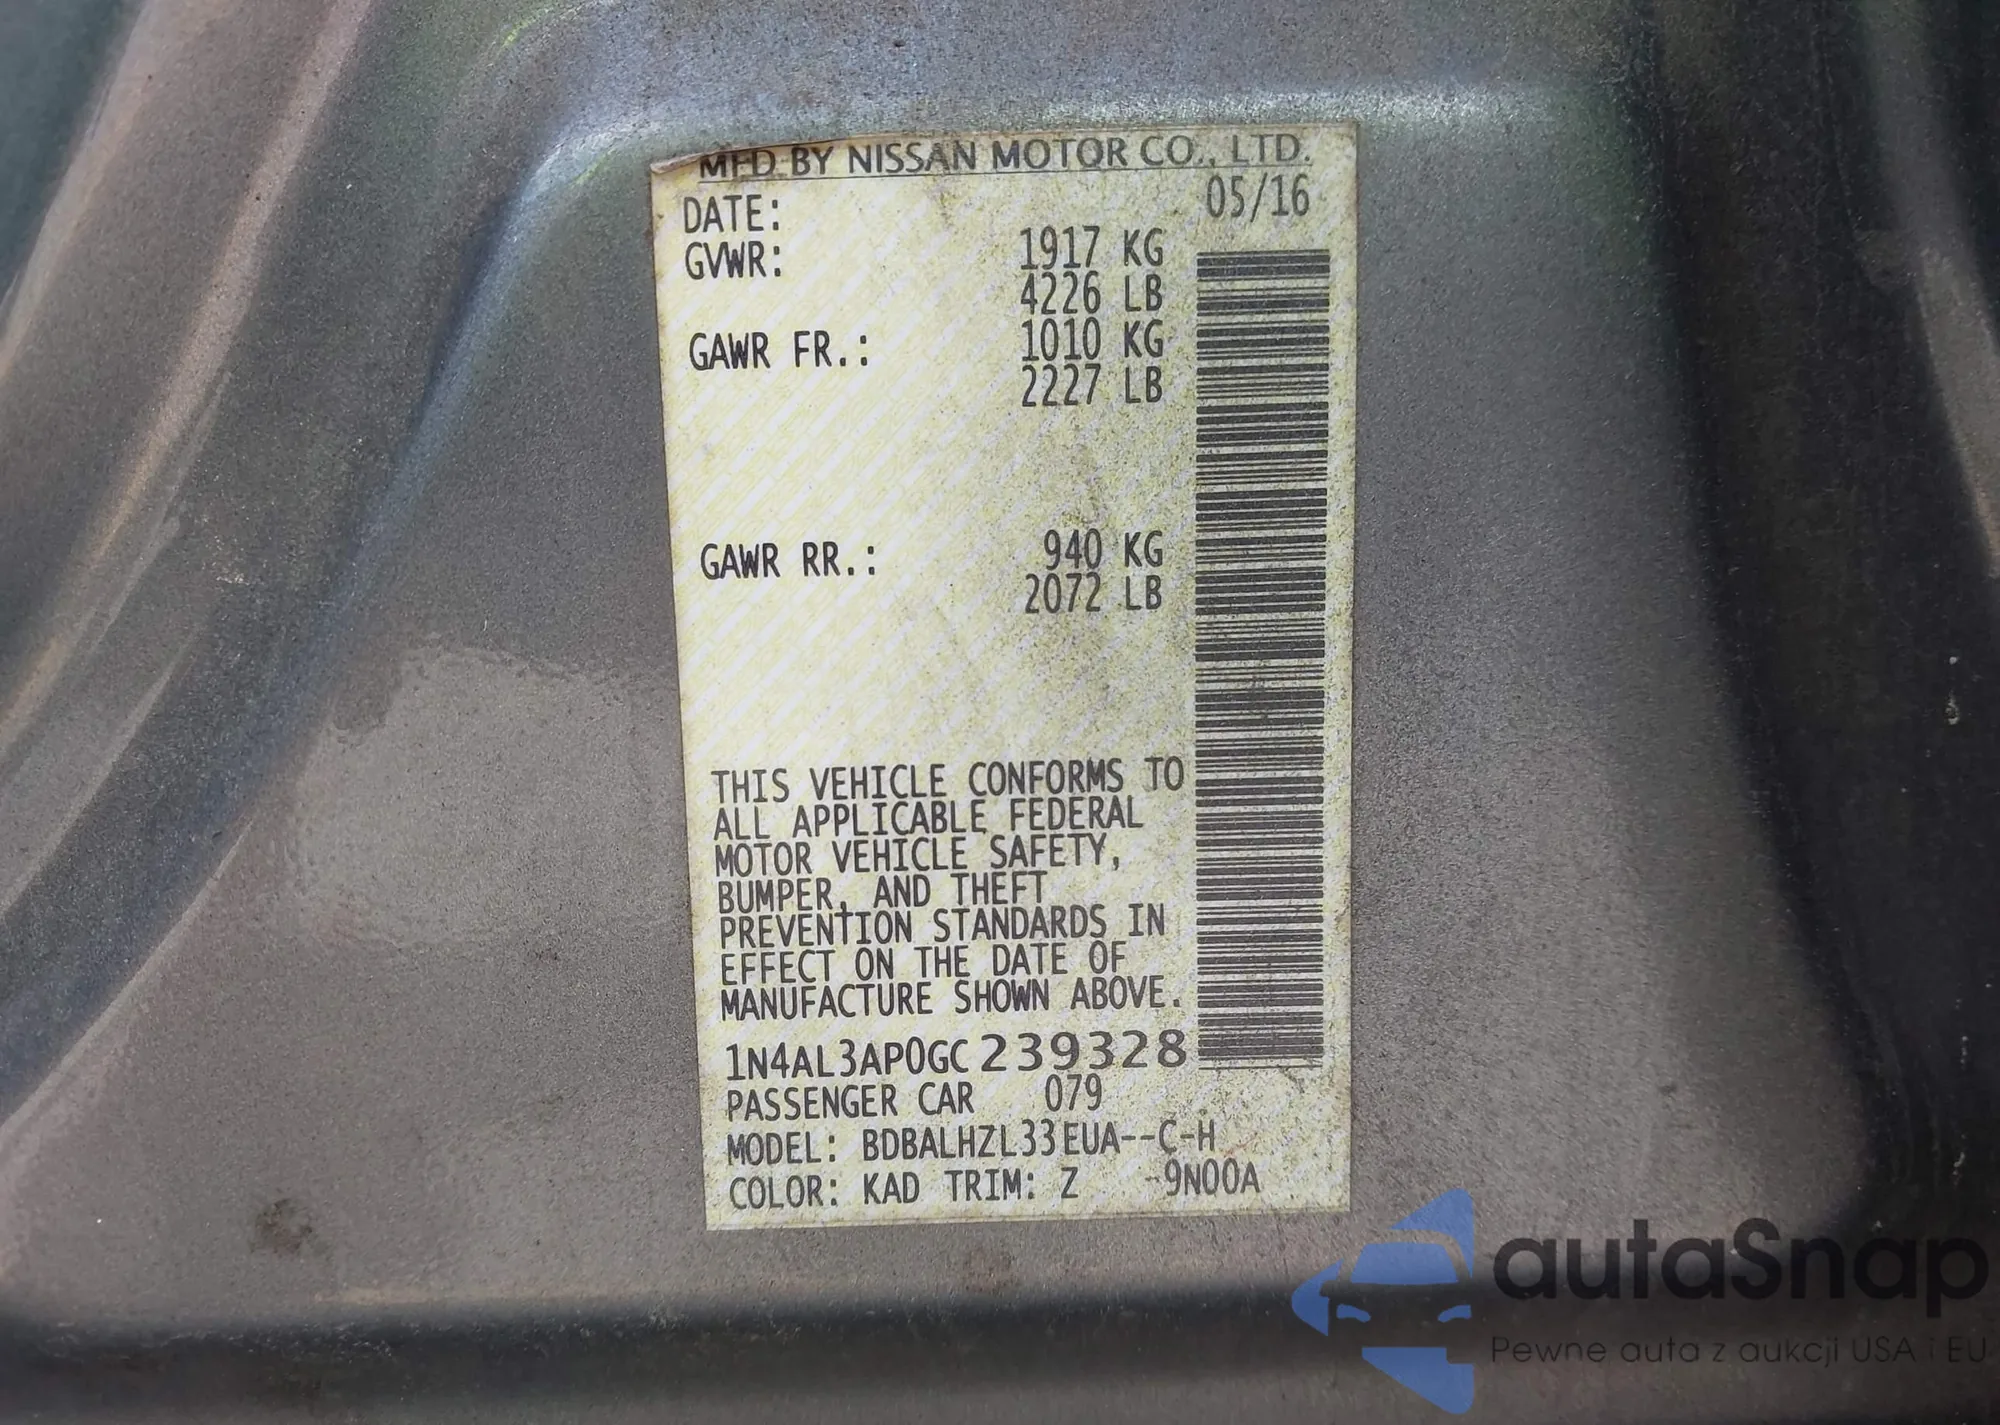 MFD BY NISSAN MOTOR CO., LTD.
DATE: 05/16
GVWR: 1917 KG
4226 LB
GAWR FR.: 1010 KG
2227 LB
GAWR RR.: 940 KG
2072 LB
THIS VEHICLE CONFORMS TO
ALL APPLICABLE FEDERAL
MOTOR VEHICLE SAFETY,
BUMPER, AND THEFT
PREVENTION STANDARDS IN
EFFECT ON THE DATE OF
MANUFACTURE SHOWN ABOVE.
1N4AL3AP0GC239328
PASSENGER CAR 079
MODEL: BDBALHZL33EUA--C-H
COLOR: KAD TRIM: Z -9N00A
autaSnap
Pewne auta z aukcji USA i EU